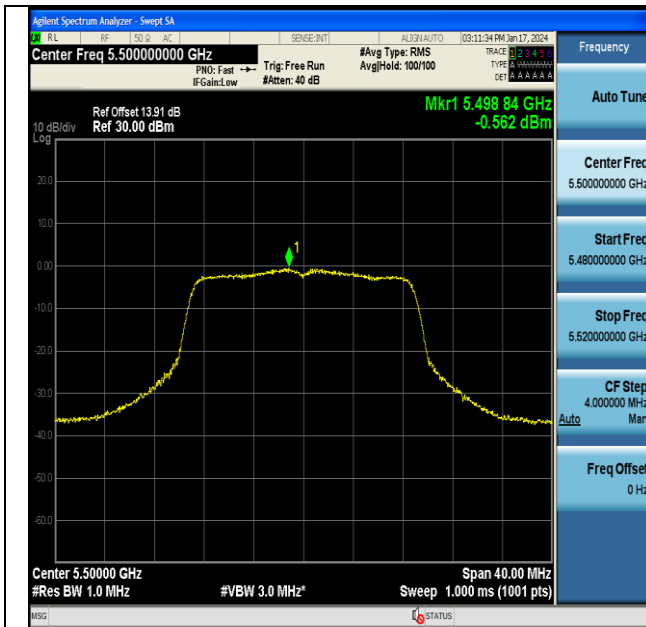 Agilent Spectrum Analyzer - Swept SA
LXI RL RF 50 Ω AC SENSE:INT ALIGNAUTO 03:11:34 PM Jan 17, 2024
Center Freq 5.500000000 GHz
PNO: Fast
IFGain:Low
Trig: Free Run
#Atten: 40 dB
#Avg Type: RMS
Avg|Hold: 100/100
TRACE 1 2 3 4 5 6
TYPE A
DET A A A A A A
Ref Offset 13.91 dB
10 dB/div Ref 30.00 dBm
Log
Mkr1 5.498 84 GHz
-0.562 dBm
20.0
10.0
0.00
-10.0
-20.0
-30.0
-40.0
-50.0
-60.0
1
Center 5.50000 GHz Span 40.00 MHz
#Res BW 1.0 MHz #VBW 3.0 MHz* Sweep 1.000 ms (1001 pts)
MSG STATUS
Frequency
Auto Tune
Center Freq
5.500000000 GHz
Start Freq
5.480000000 GHz
Stop Freq
5.520000000 GHz
CF Step
4.000000 MHz
Auto Man
Freq Offset
0 Hz